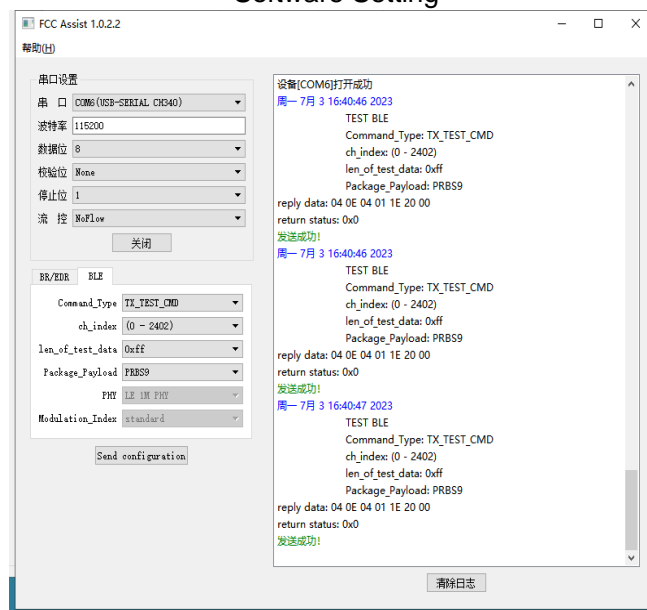 Software Setting
FCC Assist 1.0.2.2
帮助(H)
串口设置
串 口 COM6(USB-SERIAL CH340)
波特率 115200
数据位 8
校验位 None
停止位 1
流 控 NoFlow
关闭
BR/EDR BLE
Command_Type TX_TEST_CMD
ch_index (0 - 2402)
len_of_test_data 0xff
Package_Payload PRBS9
PHY LE 1M PHY
Modulation_Index standard
Send configuration
设备[COM6]打开成功
周一 7月 3 16:40:46 2023
TEST BLE
Command_Type: TX_TEST_CMD
ch_index: (0 - 2402)
len_of_test_data: 0xff
Package_Payload: PRBS9
reply data: 04 0E 04 01 1E 20 00
return status: 0x0
发送成功!
周一 7月 3 16:40:46 2023
TEST BLE
Command_Type: TX_TEST_CMD
ch_index: (0 - 2402)
len_of_test_data: 0xff
Package_Payload: PRBS9
reply data: 04 0E 04 01 1E 20 00
return status: 0x0
发送成功!
周一 7月 3 16:40:47 2023
TEST BLE
Command_Type: TX_TEST_CMD
ch_index: (0 - 2402)
len_of_test_data: 0xff
Package_Payload: PRBS9
reply data: 04 0E 04 01 1E 20 00
return status: 0x0
发送成功!
清除日志